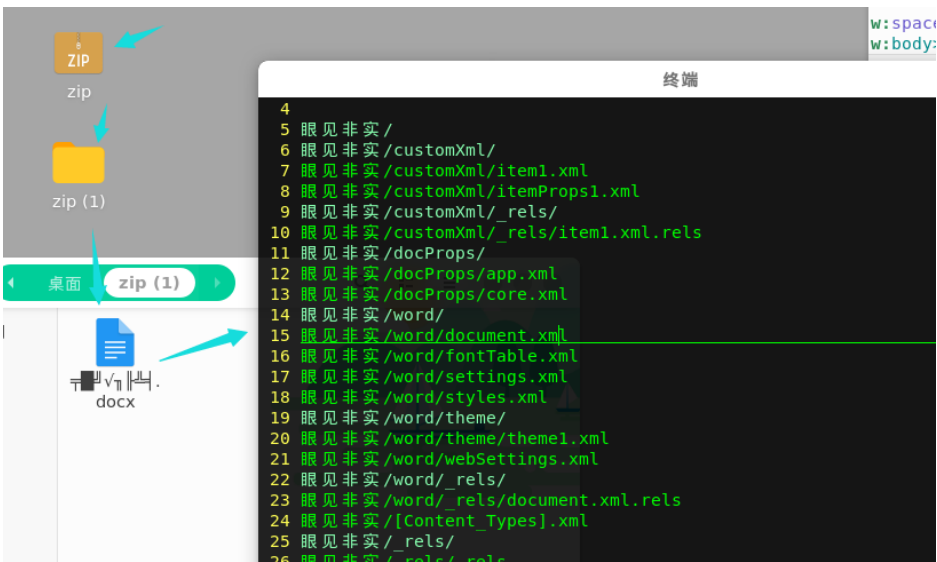 ZIP
zip
zip (1)
桌面
zip (1)
docx
w:space
w:body>
终端
4
5 眼见非实/
6 眼见非实/customXml/
7 眼见非实/customXml/item1.xml
8 眼见非实/customXml/itemProps1.xml
9 眼见非实/customXml/_rels/
10 眼见非实/customXml/_rels/item1.xml.rels
11 眼见非实/docProps/
12 眼见非实/docProps/app.xml
13 眼见非实/docProps/core.xml
14 眼见非实/word/
15 眼见非实/word/document.xml
16 眼见非实/word/fontTable.xml
17 眼见非实/word/settings.xml
18 眼见非实/word/styles.xml
19 眼见非实/word/theme/
20 眼见非实/word/theme/theme1.xml
21 眼见非实/word/webSettings.xml
22 眼见非实/word/_rels/
23 眼见非实/word/_rels/document.xml.rels
24 眼见非实/[Content_Types].xml
25 眼见非实/_rels/
26 眼见非实/_rels/.rels